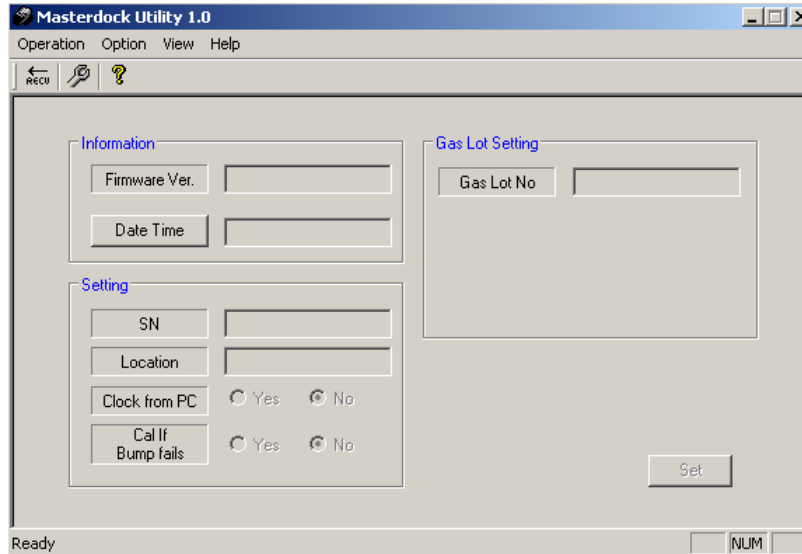 Masterdock Utility 1.0
Operation Option View Help
RECV
Information
Firmware Ver.
Date Time
Setting
SN
Location
Clock from PC Yes No
Cal If
Bump fails Yes No
Gas Lot Setting
Gas Lot No
Set
Ready NUM